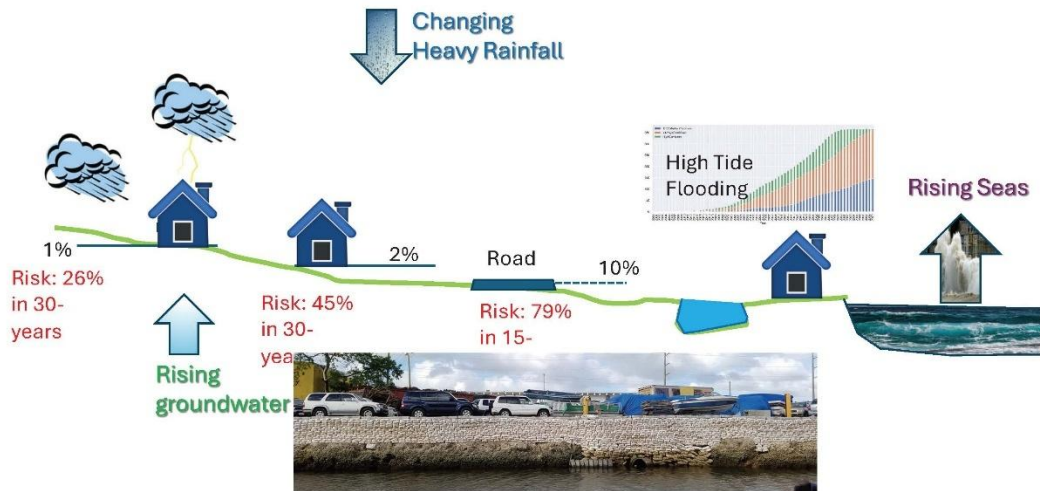 Changing
Heavy Rainfall
High Tide
Flooding
Rising Seas
1%
2%
Road
10%
Risk: 26%
in 30-
years
Risk: 45%
in 30-
yea
Risk: 79%
in 15-
Rising
groundwater